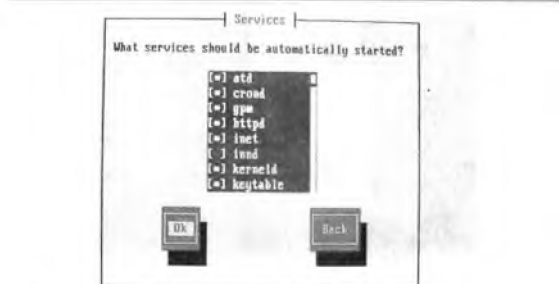 Services
What services should be automatically started?
[*] atd
[*] crond
[*] gpm
[*] httpd
[*] inet
[ ] innd
[*] kerneld
[*] keytable
Ok
Back